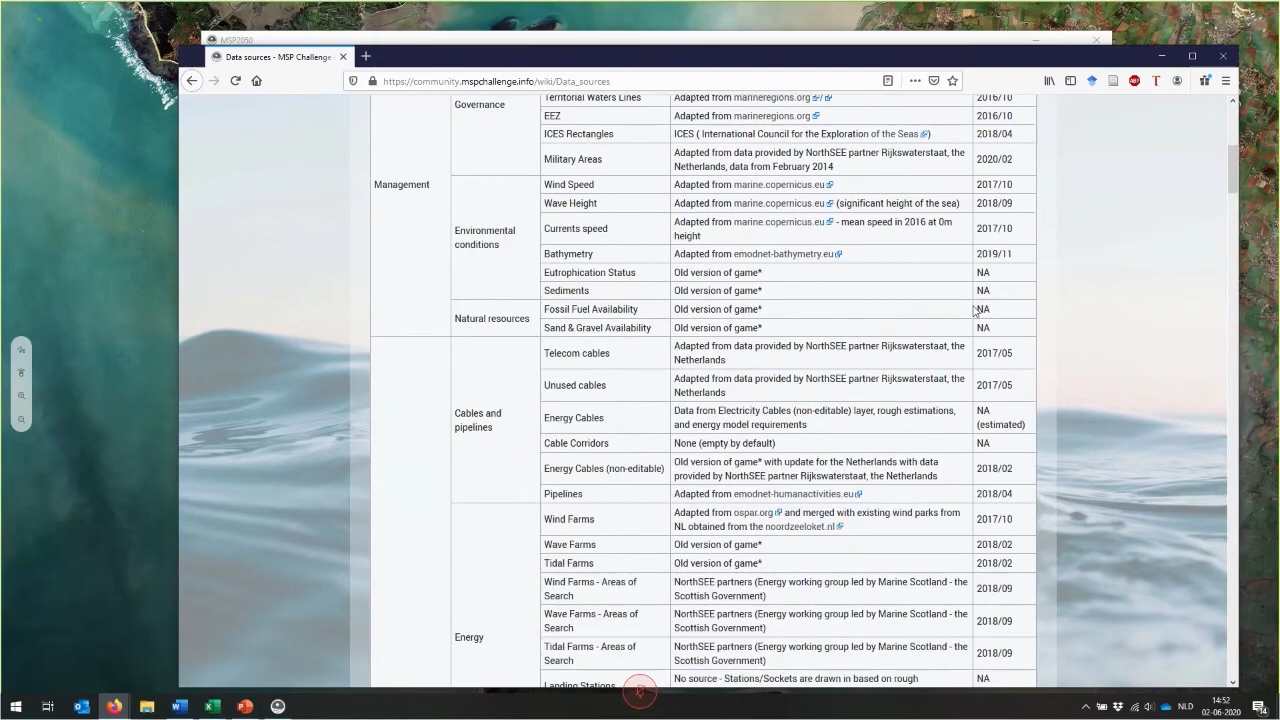 MSP2050
Data sources - MSP Challenge
https://community.mspchallenge.info/wiki/Data_sources
Territorial Waters Lines Adapted from marineregions.org / 2016/10
Governance
EEZ Adapted from marineregions.org 2016/10
ICES Rectangles ICES ( International Council for the Exploration of the Seas ) 2018/04
Military Areas Adapted from data provided by NorthSEE partner Rijkswaterstaat, the
Netherlands, data from February 2014 2020/02
Management
Wind Speed Adapted from marine.copernicus.eu 2017/10
Wave Height Adapted from marine.copernicus.eu (significant height of the sea) 2018/09
Environmental
conditions
Currents speed Adapted from marine.copernicus.eu - mean speed in 2016 at 0m
height 2017/10
Bathymetry Adapted from emodnet-bathymetry.eu 2019/11
Eutrophication Status Old version of game* NA
Sediments Old version of game* NA
Natural resources
Fossil Fuel Availability Old version of game* NA
Sand & Gravel Availability Old version of game* NA
Telecom cables Adapted from data provided by NorthSEE partner Rijkswaterstaat, the
Netherlands 2017/05
Unused cables Adapted from data provided by NorthSEE partner Rijkswaterstaat, the
Netherlands 2017/05
Cables and
pipelines
Energy Cables Data from Electricity Cables (non-editable) layer, rough estimations,
and energy model requirements NA
(estimated)
Cable Corridors None (empty by default) NA
Energy Cables (non-editable) Old version of game* with update for the Netherlands with data
provided by NorthSEE partner Rijkswaterstaat, the Netherlands 2018/02
Pipelines Adapted from emodnet-humanactivities.eu 2018/04
Wind Farms Adapted from ospar.org and merged with existing wind parks from
NL obtained from the noordzeeloket.nl 2017/10
Wave Farms Old version of game* 2018/02
Tidal Farms Old version of game* 2018/02
Wind Farms - Areas of
Search NorthSEE partners (Energy working group led by Marine Scotland - the
Scottish Government) 2018/09
Wave Farms - Areas of
Search NorthSEE partners (Energy working group led by Marine Scotland - the
Scottish Government) 2018/09
Energy
Tidal Farms - Areas of
Search NorthSEE partners (Energy working group led by Marine Scotland - the
Scottish Government) 2018/09
Landing Stations No source - Stations/Sockets are drawn in based on rough NA
NLD
14:52
02-06-2020
14